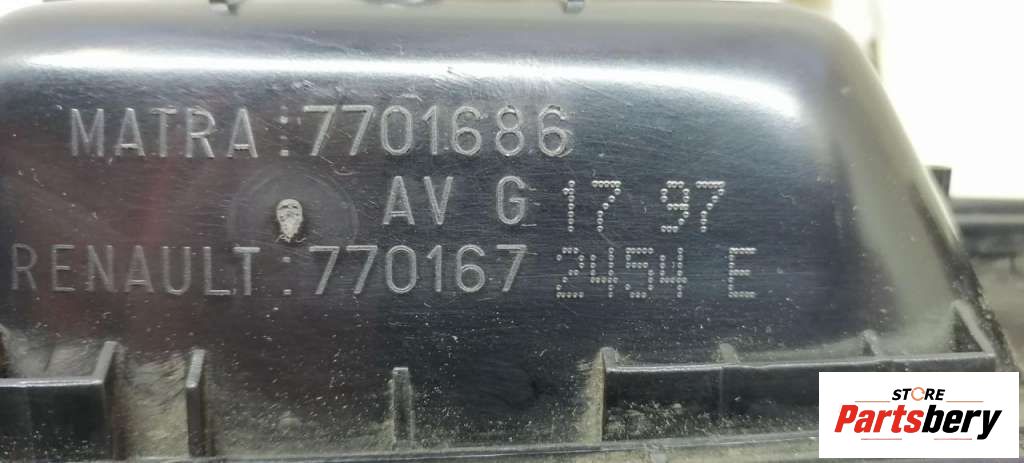 MATRA : 7701686
AV G 17 97
RENAULT : 770167 2454 E
STORE
Partsbery